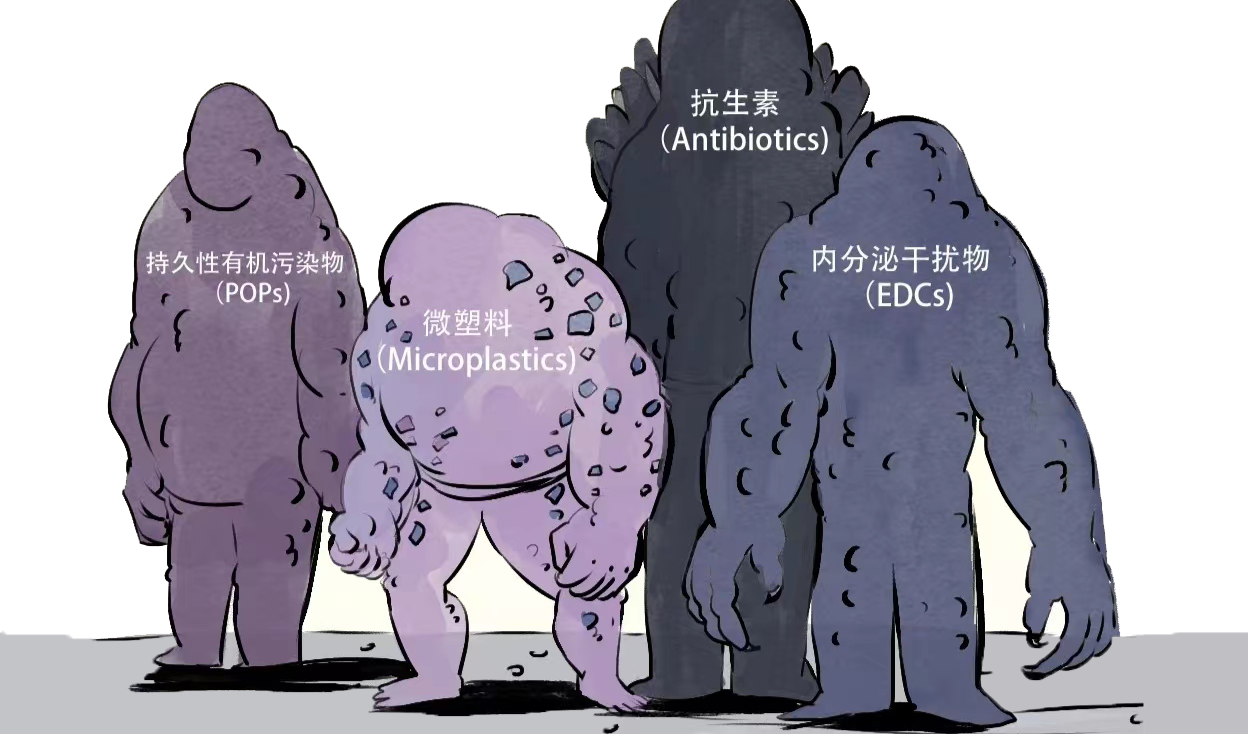 抗生素
（Antibiotics)
持久性有机污染物
（POPs)
微塑料
（Microplastics)
内分泌干扰物
（EDCs)